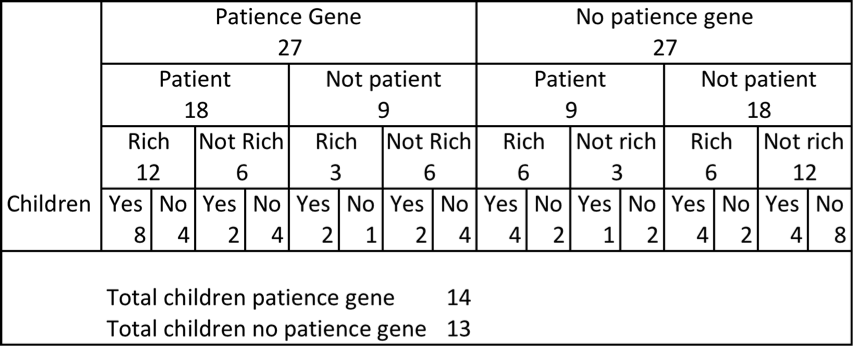 Patience Gene No patience gene
27 27
Patient Not patient Patient Not patient
18 9 9 18
Rich Not Rich Rich Not Rich Rich Not rich Rich Not rich
12 6 3 6 6 3 6 12
Children Yes No Yes No Yes No Yes No Yes No Yes No Yes No Yes No
8 4 2 4 2 1 2 4 4 2 1 2 4 2 4 8
Total children patience gene 14
Total children no patience gene 13